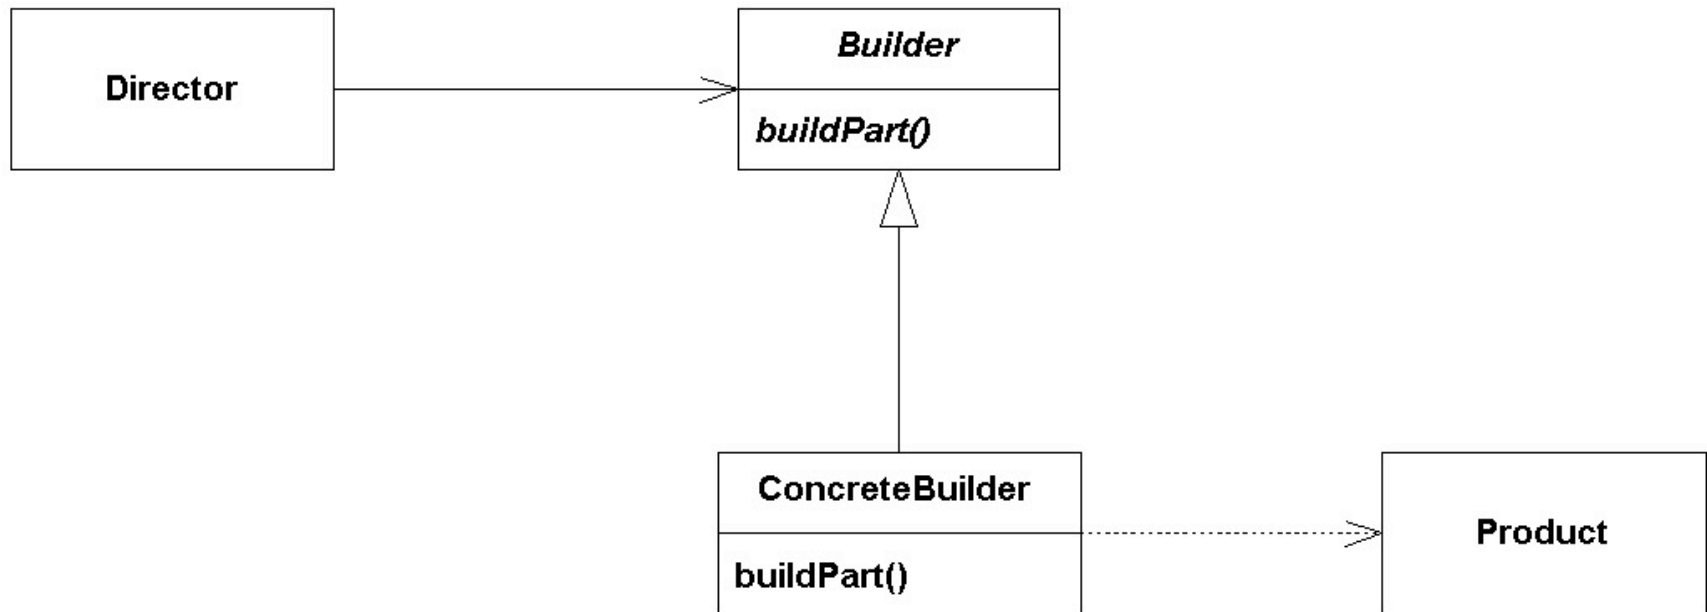 Director
Builder
buildPart()
ConcreteBuilder
buildPart()
Product